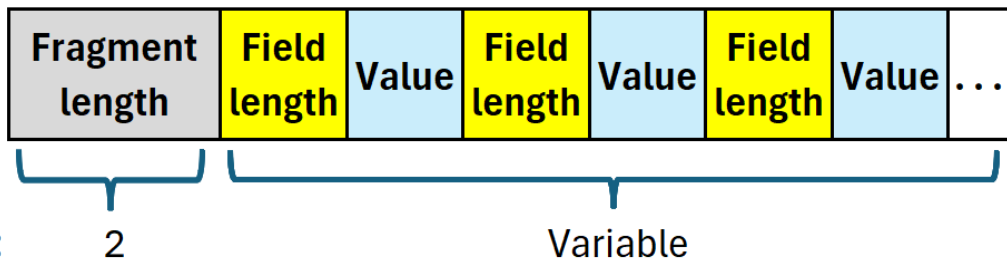 Fragment length
Field length
Value
Field length
Value
Field length
Value
...
2
Variable